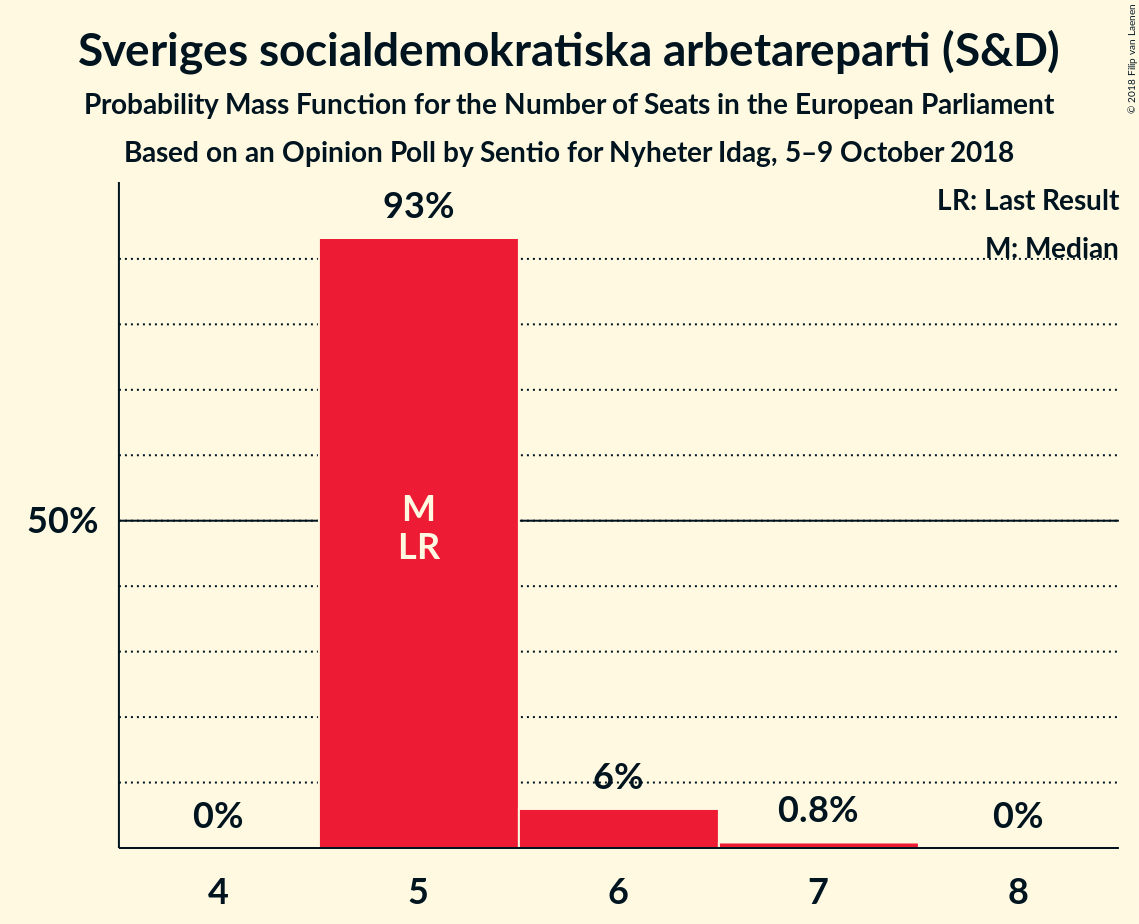 Sveriges socialdemokratiska arbetareparti (S&D)
Probability Mass Function for the Number of Seats in the European Parliament
Based on an Opinion Poll by Sentio for Nyheter Idag, 5–9 October 2018
© 2018 Filip van Laenen
LR: Last Result
M: Median
93%
50%
M
LR
0%
6%
0.8%
0%
4
5
6
7
8